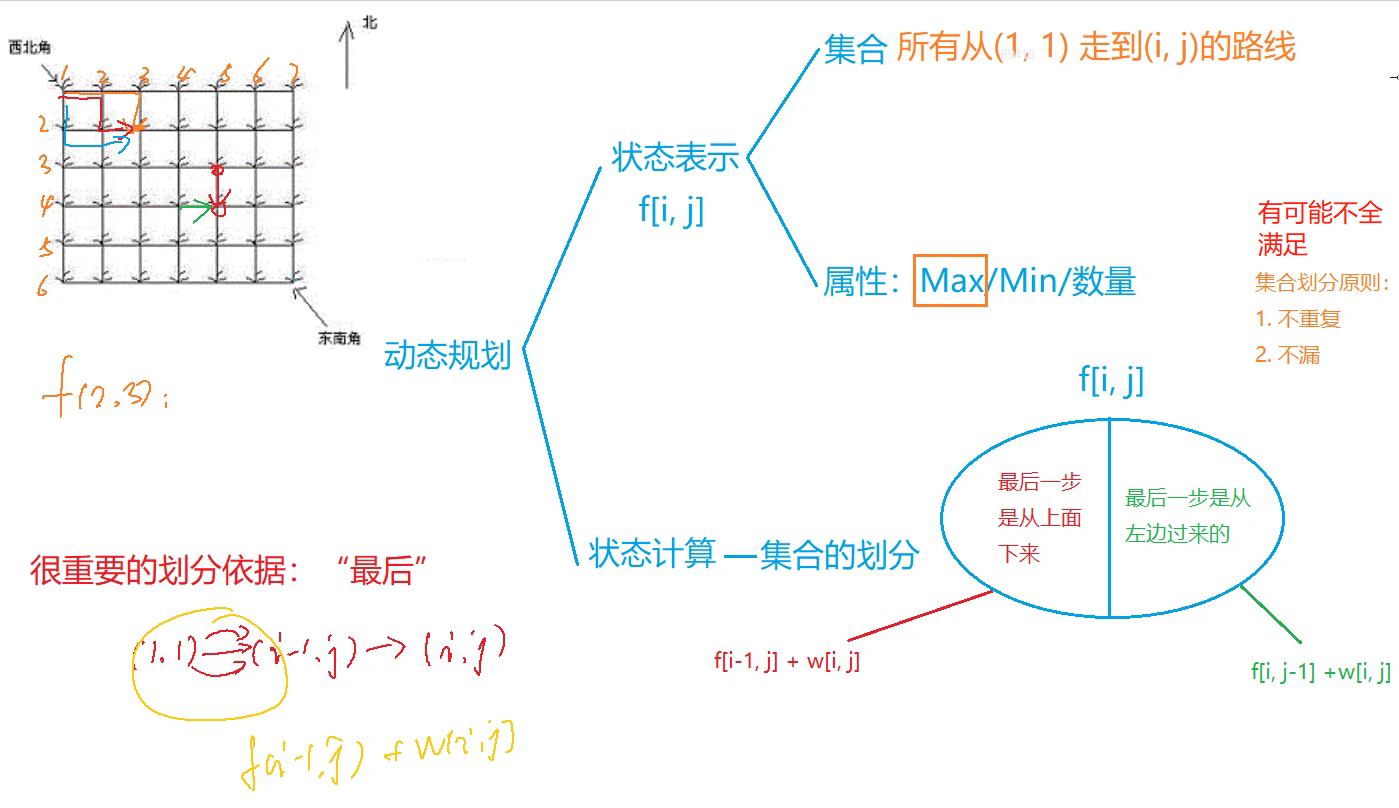 北
西北角
1 2 3 4 5 6 7
2
3
4
5
6
东南角
f(2,3):
动态规划
状态表示
f[i, j]
集合 所有从(1, 1) 走到(i, j)的路线
属性：Max/Min/数量
有可能不全
满足
集合划分原则：
1. 不重复
2. 不漏
状态计算 — 集合的划分
f[i, j]
最后一步
是从上面
下来
最后一步是从
左边过来的
f[i-1, j] + w[i, j]
f[i, j-1] +w[i, j]
很重要的划分依据： “最后”
(1,1) → (i-1,j) → (i,j)
f(i-1,j) + w[i,j]